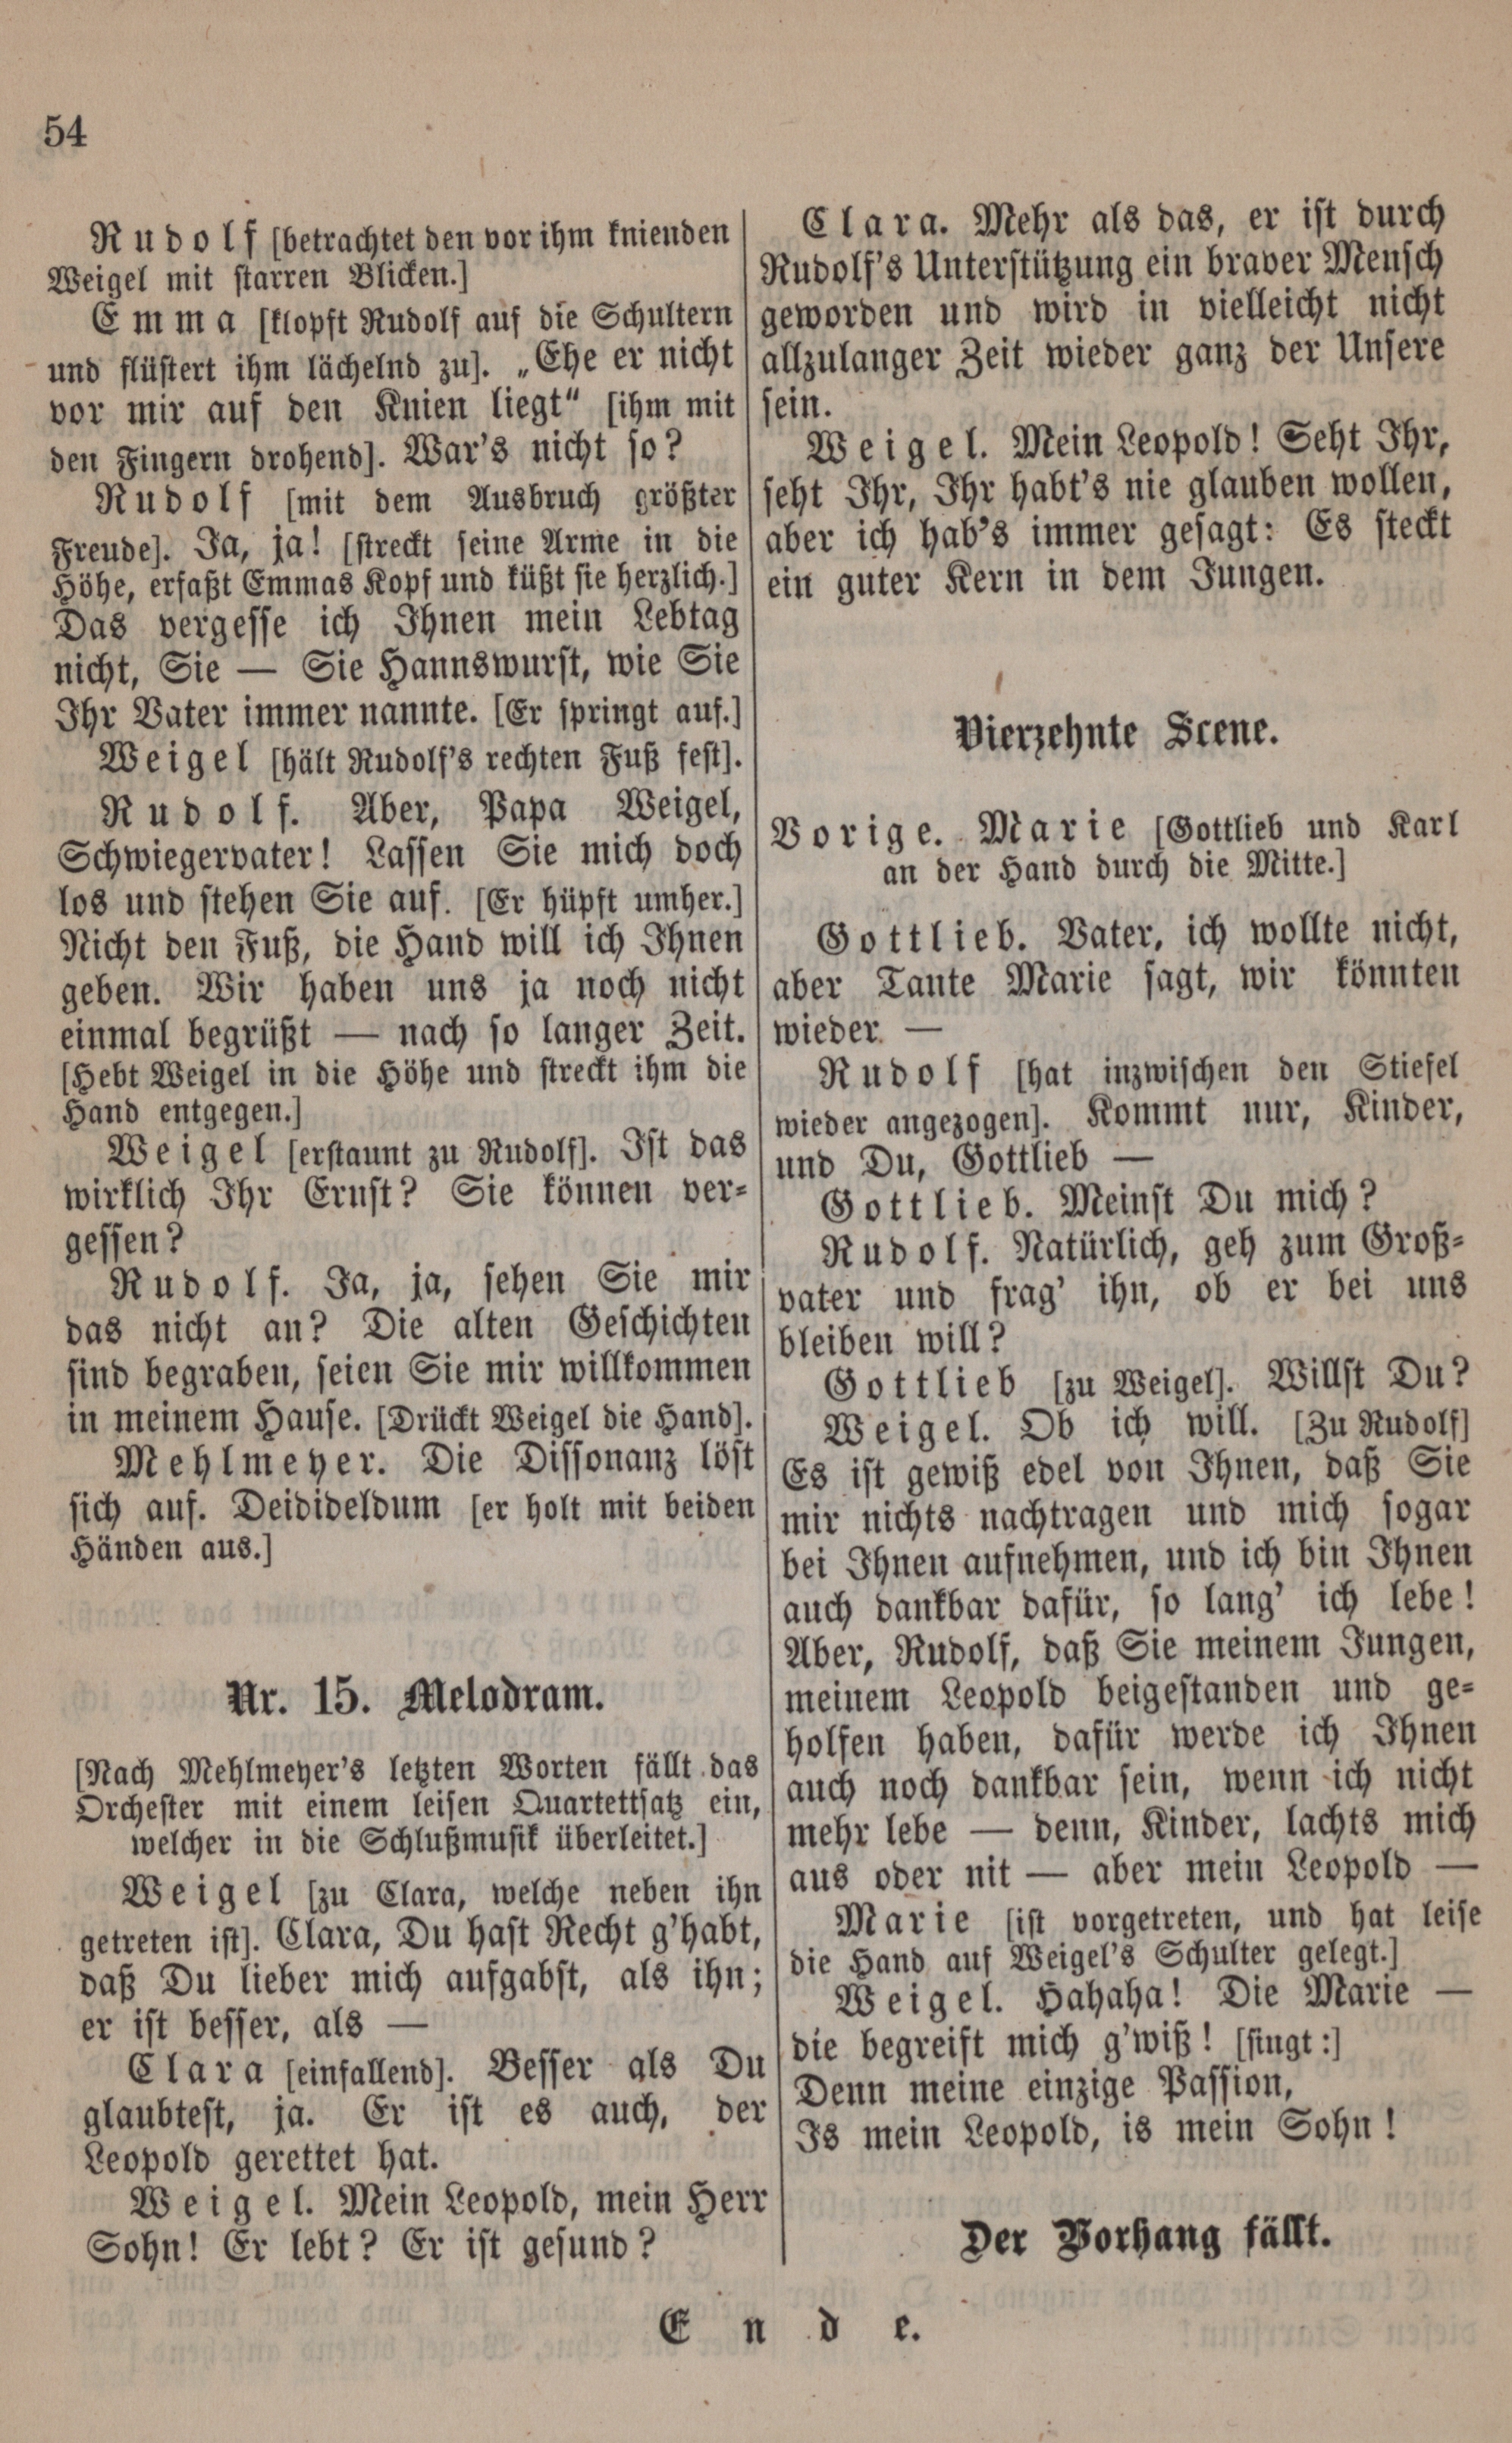 54
Rudolf [betrachtet den vor ihm knienden
Weigel mit starren Blicken.]
Emma [klopft Rudolf auf die Schultern
und flüstert ihm lächelnd zu]. „Ehe er nicht
vor mir auf den Knien liegt“ [ihm mit
den Fingern drohend]. War's nicht so?
Rudolf [mit dem Ausbruch größter
Freude]. Ja, ja! [streckt seine Arme in die
Höhe, erfaßt Emmas Kopf und küßt sie herzlich.]
Das vergesse ich Ihnen mein Lebtag
nicht, Sie — Sie Hannswurst, wie Sie
Ihr Vater immer nannte. [Er springt auf.]
Weigel [hält Rudolf's rechten Fuß fest].
Rudolf. Aber, Papa Weigel,
Schwiegervater! Lassen Sie mich doch
los und stehen Sie auf. [Er hüpft umher.]
Nicht den Fuß, die Hand will ich Ihnen
geben. Wir haben uns ja noch nicht
einmal begrüßt — nach so langer Zeit.
[Hebt Weigel in die Höhe und streckt ihm die
Hand entgegen.]
Weigel [erstaunt zu Rudolf]. Ist das
wirklich Ihr Ernst? Sie können ver-
gessen?
Rudolf. Ja, ja, sehen Sie mir
das nicht an? Die alten Geschichten
sind begraben, seien Sie mir willkommen
in meinem Hause. [Drückt Weigel die Hand].
Mehlmeyer. Die Dissonanz löst
sich auf. Deidideldum [er holt mit beiden
Händen aus.]
Nr. 15. Melodram.
[Nach Mehlmeyer's letzten Worten fällt das
Orchester mit einem leisen Quartettsatz ein,
welcher in die Schlußmusik überleitet.]
Weigel [zu Clara, welche neben ihn
getreten ist]. Clara, Du hast Recht g'habt,
daß Du lieber mich aufgabst, als ihn;
er ist besser, als —
Clara [einfallend]. Besser als Du
glaubtest, ja. Er ist es auch, der
Leopold gerettet hat.
Weigel. Mein Leopold, mein Herr
Sohn! Er lebt? Er ist gesund?
Clara. Mehr als das, er ist durch
Rudolf's Unterstützung ein braver Mensch
geworden und wird in vielleicht nicht
allzulanger Zeit wieder ganz der Unsere
sein.
Weigel. Mein Leopold! Seht Ihr,
seht Ihr, Ihr habt's nie glauben wollen,
aber ich hab's immer gesagt: Es steckt
ein guter Kern in dem Jungen.
Vierzehnte Scene.
Vorige. Marie [Gottlieb und Karl
an der Hand durch die Mitte.]
Gottlieb. Vater, ich wollte nicht,
aber Tante Marie sagt, wir könnten
wieder —
Rudolf [hat inzwischen den Stiefel
wieder angezogen]. Kommt nur, Kinder,
und Du, Gottlieb —
Gottlieb. Meinst Du mich?
Rudolf. Natürlich, geh zum Groß-
vater und frag' ihn, ob er bei uns
bleiben will?
Gottlieb [zu Weigel]. Willst Du?
Weigel. Ob ich will. [Zu Rudolf]
Es ist gewiß edel von Ihnen, daß Sie
mir nichts nachtragen und mich sogar
bei Ihnen aufnehmen, und ich bin Ihnen
auch dankbar dafür, so lang' ich lebe!
Aber, Rudolf, daß Sie meinem Jungen,
meinem Leopold beigestanden und ge-
holfen haben, dafür werde ich Ihnen
auch noch dankbar sein, wenn ich nicht
mehr lebe — denn, Kinder, lachts mich
aus oder nit — aber mein Leopold —
Marie [ist vorgetreten, und hat leise
die Hand auf Weigel's Schulter gelegt.]
Weigel. Hahaha! Die Marie —
die begreift mich g'wiß! [singt:]
Denn meine einzige Passion,
Is mein Leopold, is mein Sohn!
Der Vorhang fällt.
Ende.